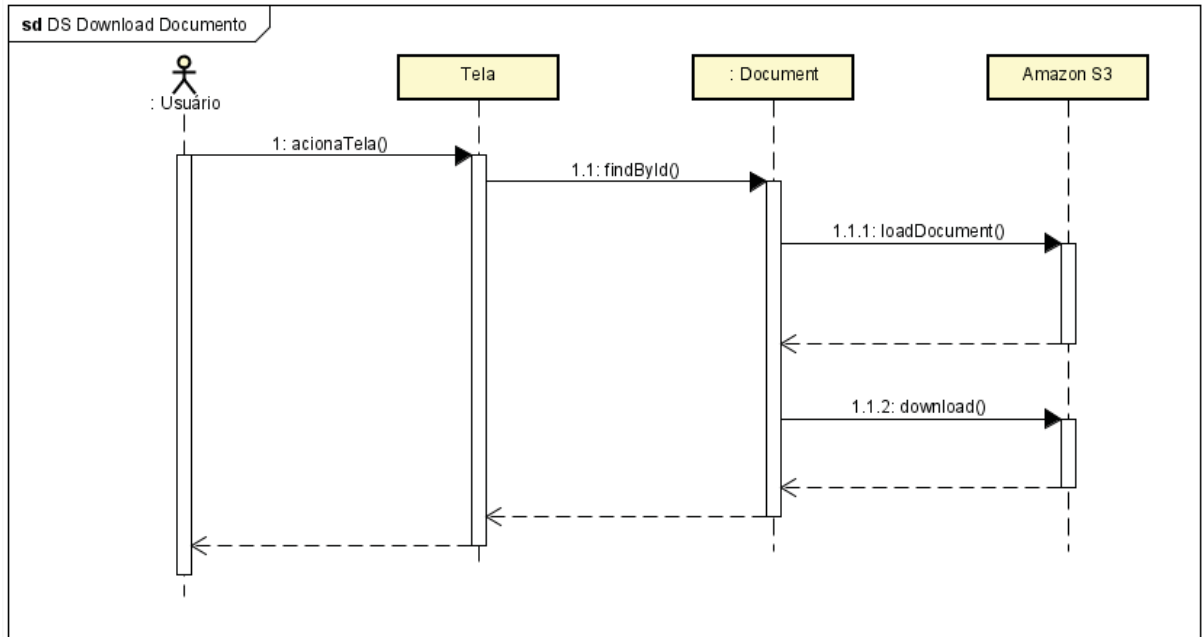 sd DS Download Documento
: Usuário
Tela
: Document
Amazon S3
1: acionaTela()
1.1: findById()
1.1.1: loadDocument()
1.1.2: download()